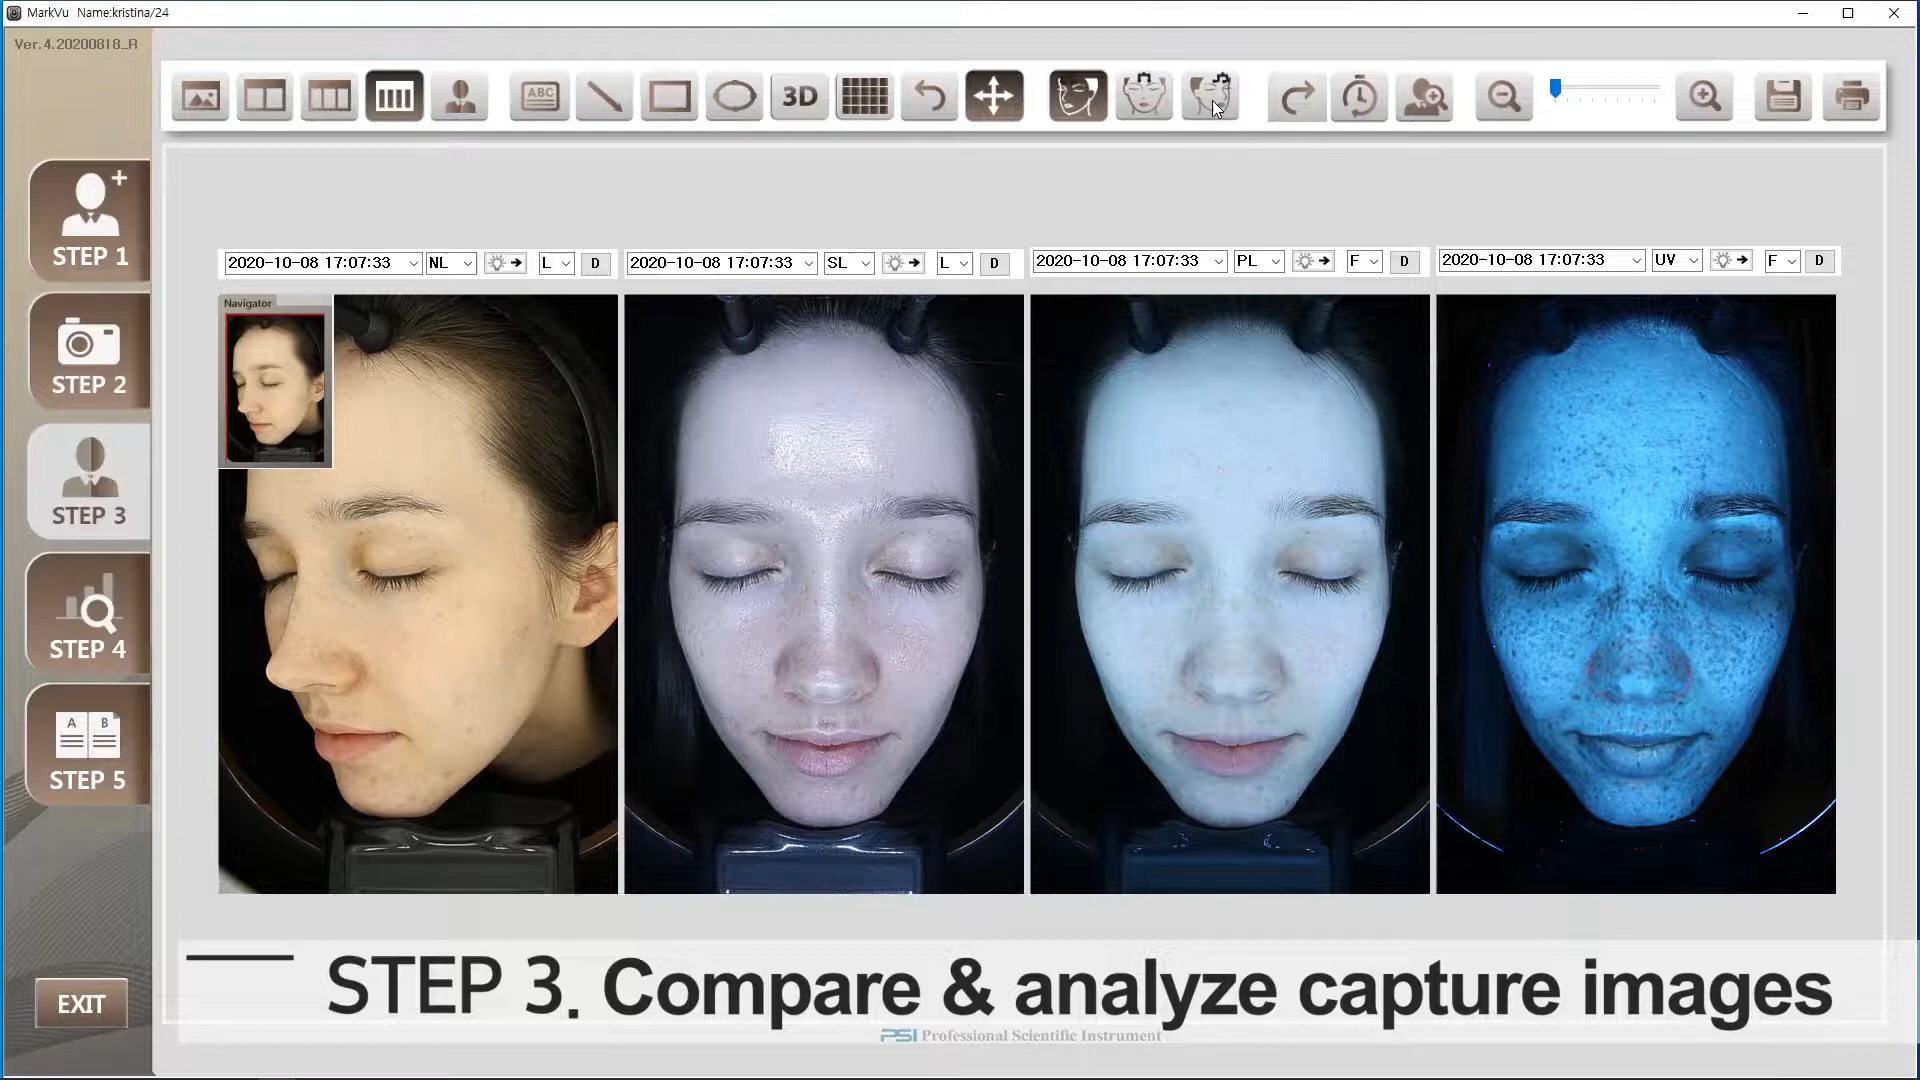 MarkVu Name:kristina/24
Ver.4.20200818_R
ABC
3D
STEP 1
STEP 2
STEP 3
STEP 4
A B
STEP 5
EXIT
2020-10-08 17:07:33 NL L D
2020-10-08 17:07:33 SL L D
2020-10-08 17:07:33 PL F D
2020-10-08 17:07:33 UV F D
Navigator
STEP 3. Compare & analyze capture images
PSI Professional Scientific Instrument